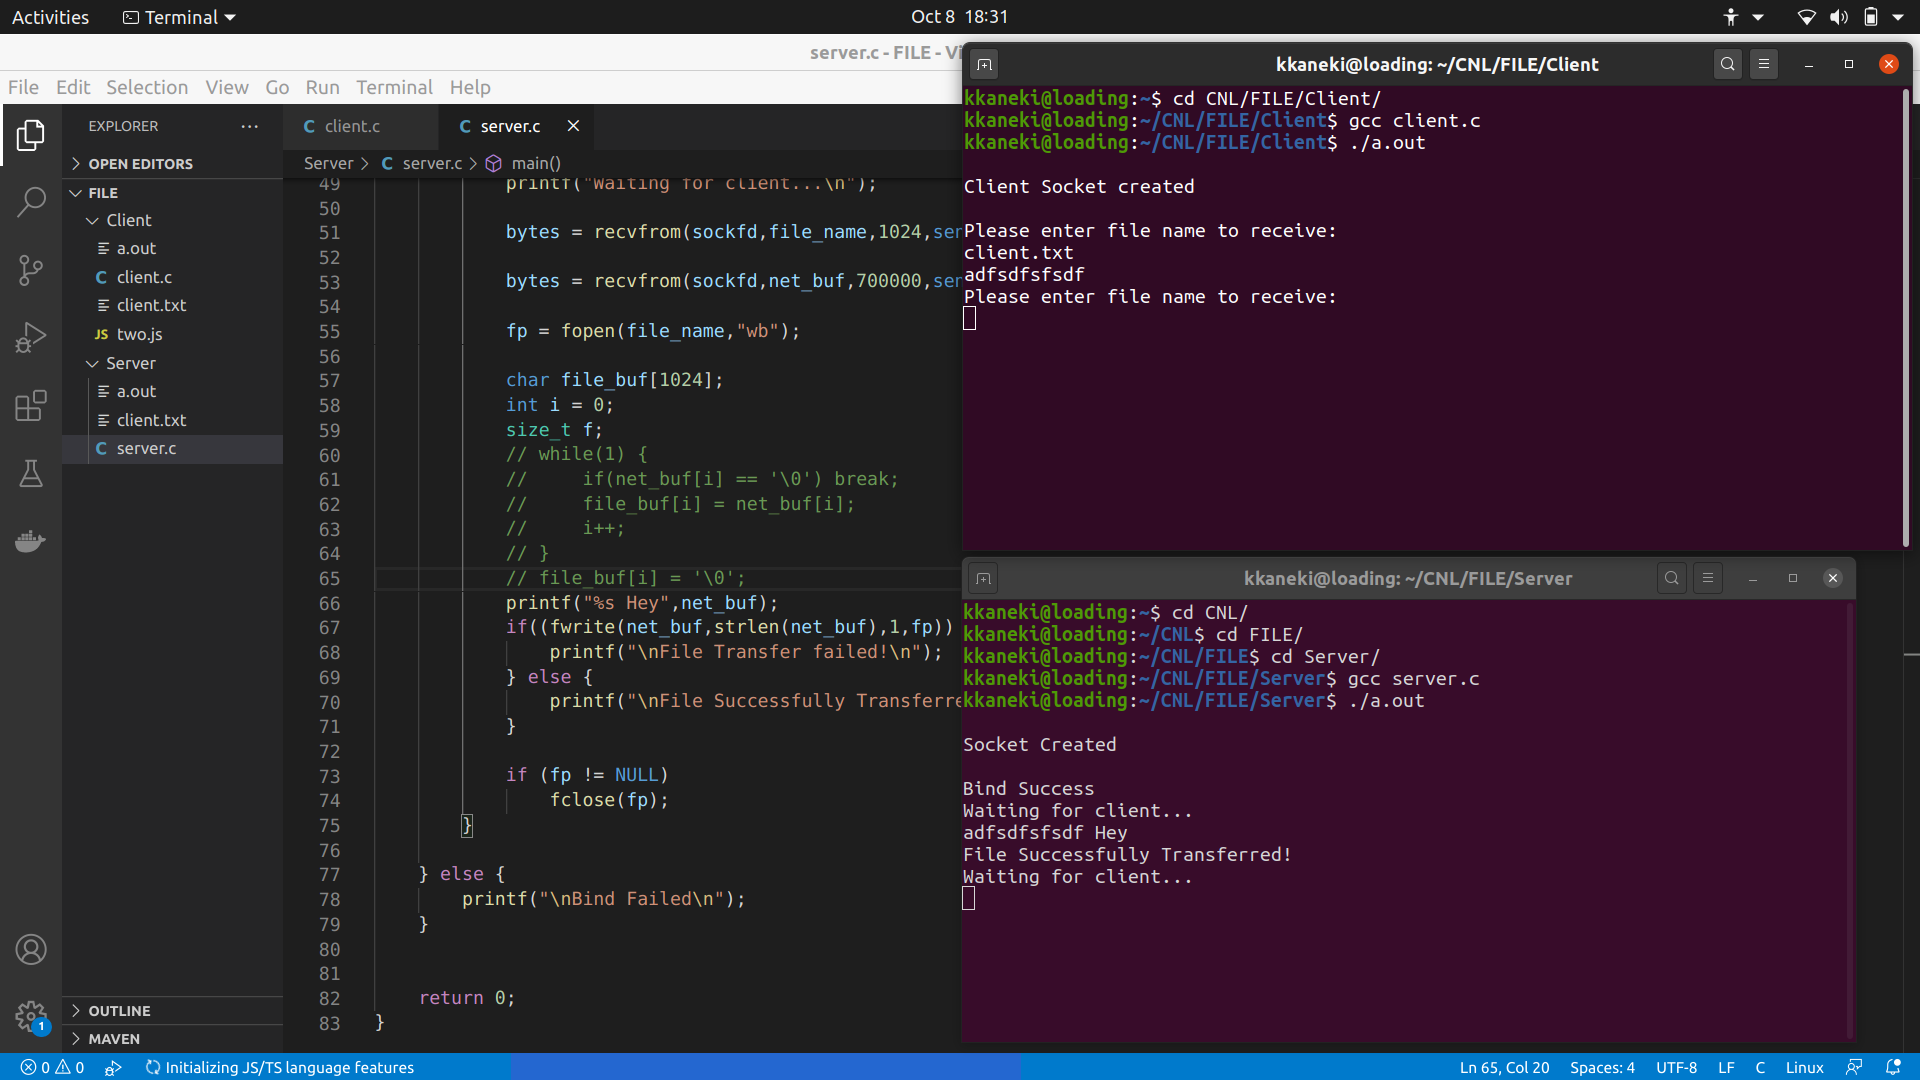 Activities
Terminal
Oct 8 18:31
server.c - FILE - Vi
File Edit Selection View Go Run Terminal Help
EXPLORER
OPEN EDITORS
FILE
Client
a.out
C client.c
client.txt
JS two.js
Server
a.out
client.txt
C server.c
OUTLINE
MAVEN
C client.c
C server.c
Server > C server.c > main()
49 printf("Waiting for client...\n");
50
51 bytes = recvfrom(sockfd,file_name,1024,ser
52
53 bytes = recvfrom(sockfd,net_buf,700000,ser
54
55 fp = fopen(file_name,"wb");
56
57 char file_buf[1024];
58 int i = 0;
59 size_t f;
60 // while(1) {
61 // if(net_buf[i] == '\0') break;
62 // file_buf[i] = net_buf[i];
63 // i++;
64 // }
65 // file_buf[i] = '\0';
66 printf("%s Hey",net_buf);
67 if((fwrite(net_buf,strlen(net_buf),1,fp))
68 printf("\nFile Transfer failed!\n");
69 } else {
70 printf("\nFile Successfully Transferre
71 }
72
73 if (fp != NULL)
74 fclose(fp);
75 }
76
77 } else {
78 printf("\nBind Failed\n");
79 }
80
81
82 return 0;
83 }
kkaneki@loading: ~/CNL/FILE/Client
kkaneki@loading:~$ cd CNL/FILE/Client/
kkaneki@loading:~/CNL/FILE/Client$ gcc client.c
kkaneki@loading:~/CNL/FILE/Client$ ./a.out
Client Socket created
Please enter file name to receive:
client.txt
adfsdfsfsdf
Please enter file name to receive:
kkaneki@loading: ~/CNL/FILE/Server
kkaneki@loading:~$ cd CNL/
kkaneki@loading:~/CNL$ cd FILE/
kkaneki@loading:~/CNL/FILE$ cd Server/
kkaneki@loading:~/CNL/FILE/Server$ gcc server.c
kkaneki@loading:~/CNL/FILE/Server$ ./a.out
Socket Created
Bind Success
Waiting for client...
adfsdfsfsdf Hey
File Successfully Transferred!
Waiting for client...
1
0 0 Initializing JS/TS language features
Ln 65, Col 20 Spaces: 4 UTF-8 LF C Linux